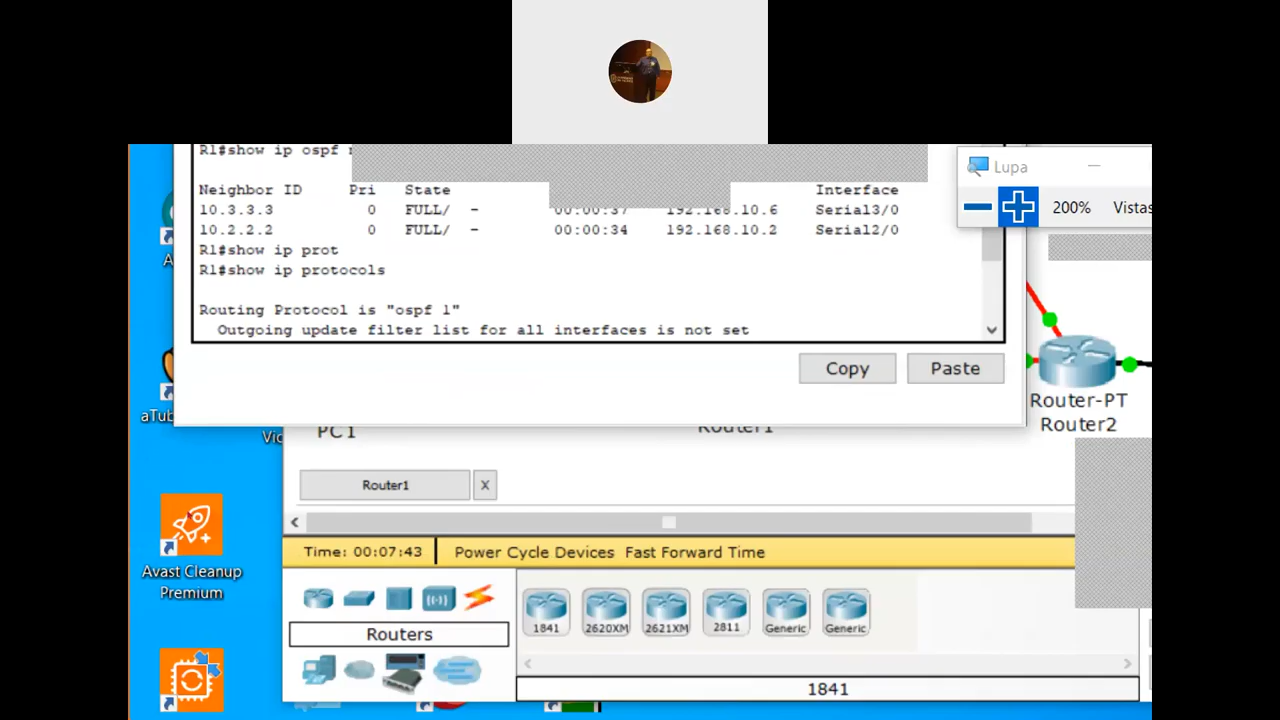 R1#show ip ospf
Neighbor ID Pri State Interface
10.3.3.3 0 FULL/ - 00:00:37 192.168.10.6 Serial3/0
10.2.2.2 0 FULL/ - 00:00:34 192.168.10.2 Serial2/0
R1#show ip prot
R1#show ip protocols
Routing Protocol is "ospf 1"
Outgoing update filter list for all interfaces is not set
Copy Paste
Lupa
200% Vistas
Router-PT
Router2
PC1
Router1
Router1 X
Time: 00:07:43 Power Cycle Devices Fast Forward Time
Routers
1841 2620XM 2621XM 2811 Generic Generic
1841
Avast Cleanup
Premium